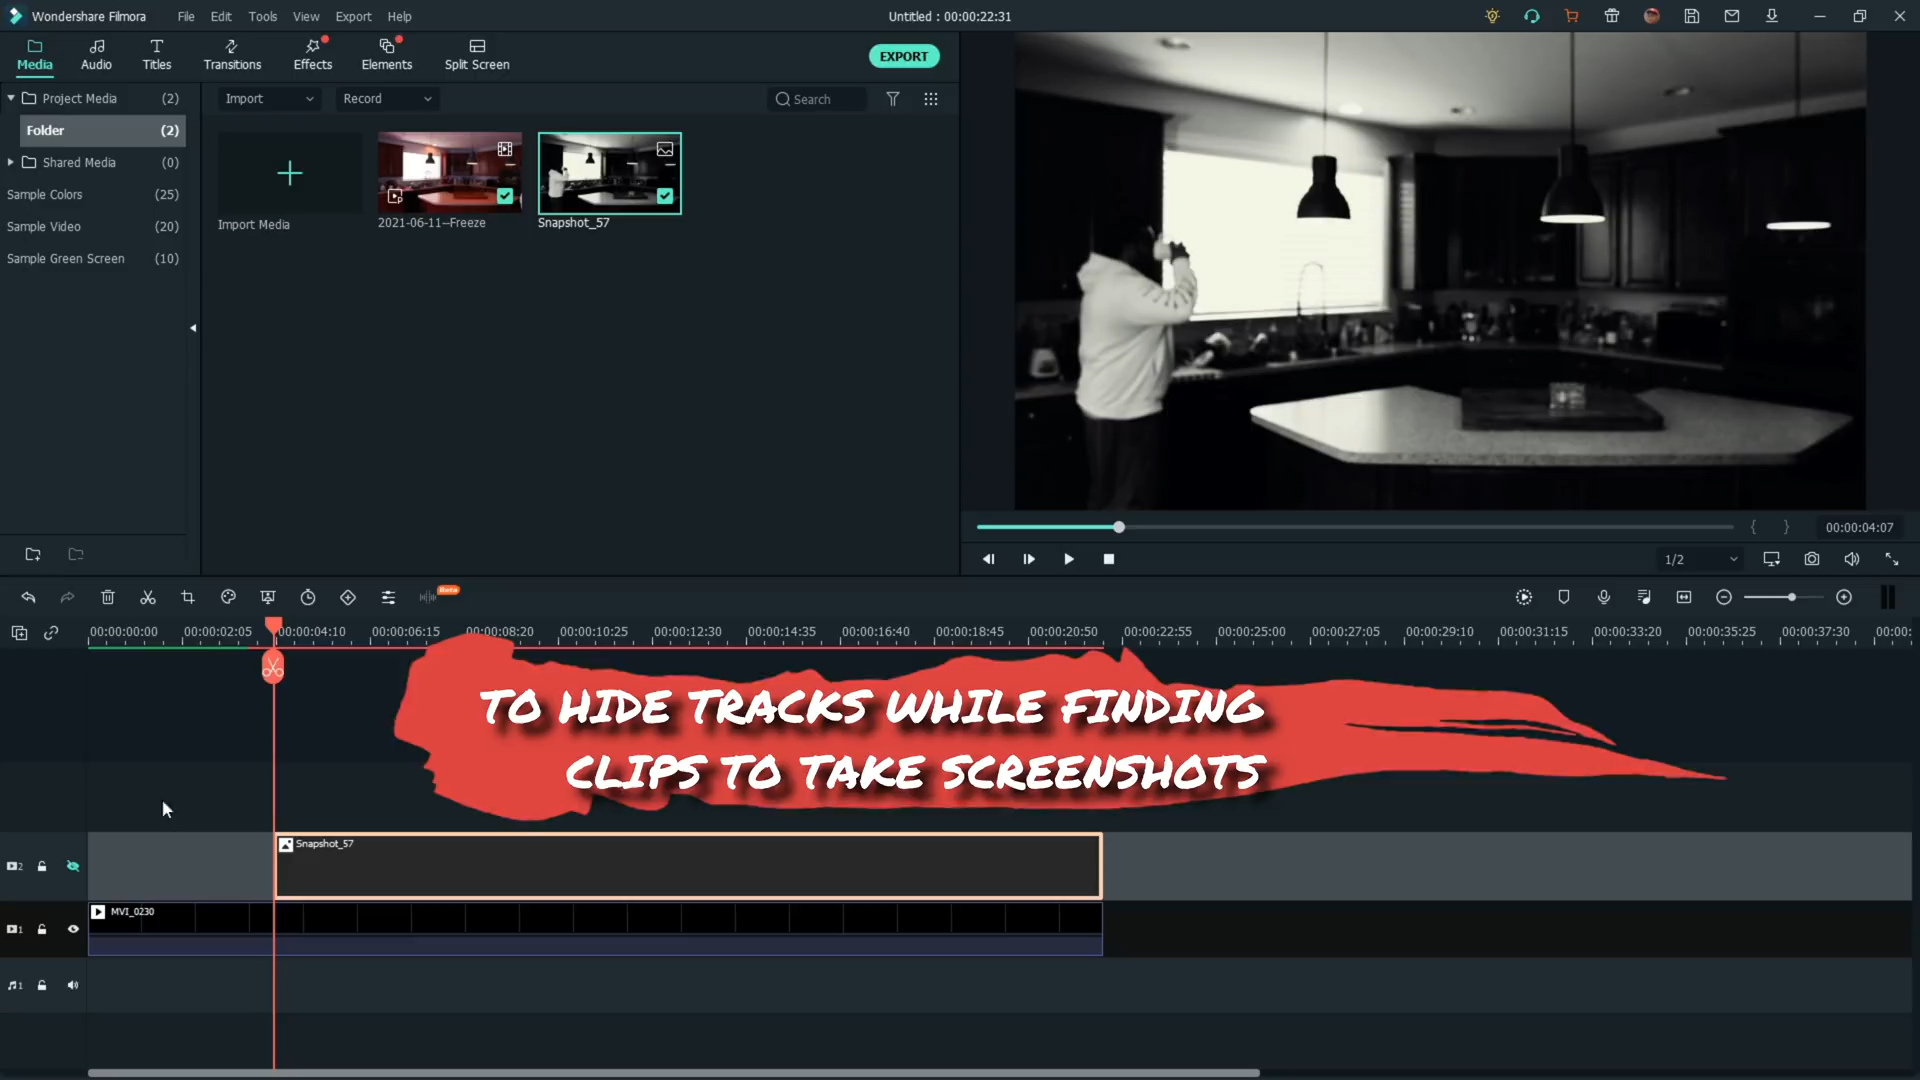 Wondershare Filmora File Edit Tools View Export Help Untitled : 00:00:22:31
Media Audio Titles Transitions Effects Elements Split Screen EXPORT
Project Media (2) Import Record Search
Folder (2)
Shared Media (0)
Sample Colors (25)
Sample Video (20)
Sample Green Screen (10)
Import Media 2021-06-11--Freeze Snapshot_57
{ } 00:00:04:07
1/2
Beta
00:00:00:00 00:00:02:05 00:00:04:10 00:00:06:15 00:00:08:20 00:00:10:25 00:00:12:30 00:00:14:35 00:00:16:40 00:00:18:45 00:00:20:50 00:00:22:55 00:00:25:00 00:00:27:05 00:00:29:10 00:00:31:15 00:00:33:20 00:00:35:25 00:00:37:30 00:00:
TO HIDE TRACKS WHILE FINDING
CLIPS TO TAKE SCREENSHOTS
2 Snapshot_57
1 MVI_0230
1